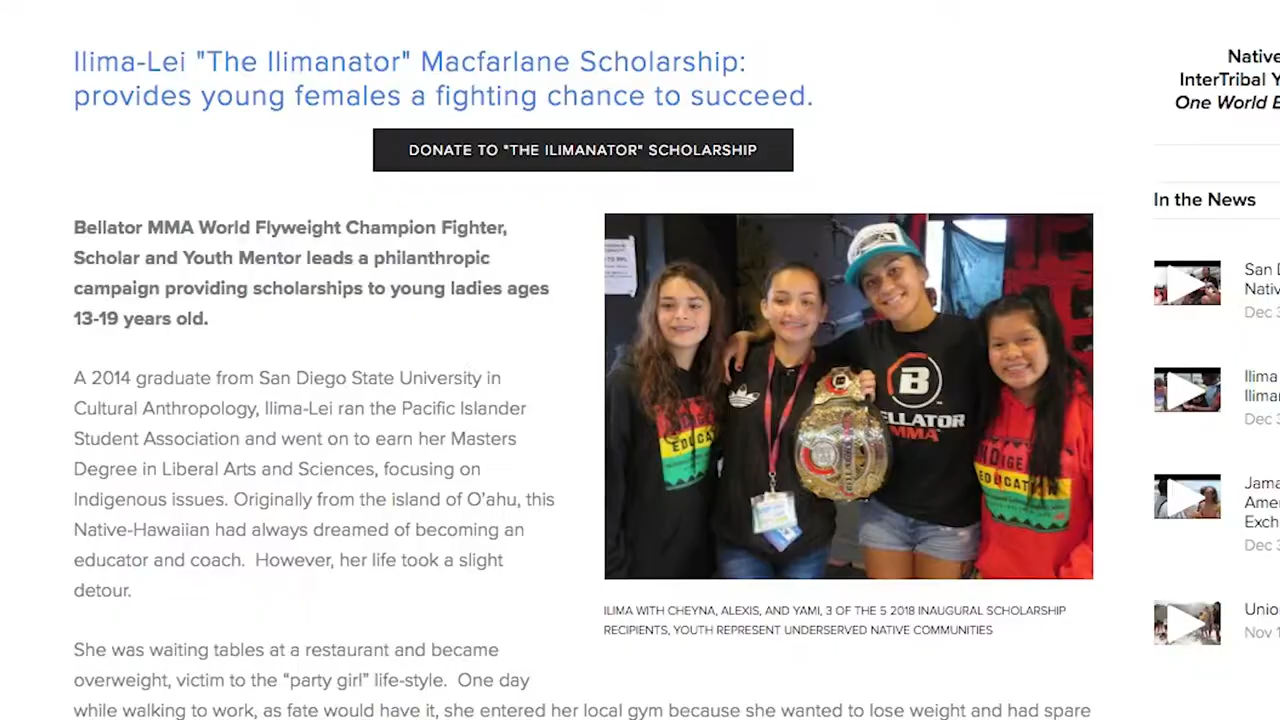 Ilima-Lei "The Ilimanator" Macfarlane Scholarship:
provides young females a fighting chance to succeed.
DONATE TO "THE ILIMANATOR" SCHOLARSHIP
Bellator MMA World Flyweight Champion Fighter,
Scholar and Youth Mentor leads a philanthropic
campaign providing scholarships to young ladies ages
13-19 years old.
A 2014 graduate from San Diego State University in
Cultural Anthropology, Ilima-Lei ran the Pacific Islander
Student Association and went on to earn her Masters
Degree in Liberal Arts and Sciences, focusing on
Indigenous issues. Originally from the island of O'ahu, this
Native-Hawaiian had always dreamed of becoming an
educator and coach. However, her life took a slight
detour.
She was waiting tables at a restaurant and became
overweight, victim to the “party girl” life-style. One day
while walking to work, as fate would have it, she entered her local gym because she wanted to lose weight and had spare
B
ELLATOR
MMA
EDUCAT
EDUCATION
ILIMA WITH CHEYNA, ALEXIS, AND YAMI, 3 OF THE 5 2018 INAUGURAL SCHOLARSHIP
RECIPIENTS, YOUTH REPRESENT UNDERSERVED NATIVE COMMUNITIES
Native
InterTribal Y
One World
In the News
San
Nativ
Dec 3
Ilima
Iliman
Dec 3
Jama
Amer
Exch
Dec 3
Unio
Nov 1